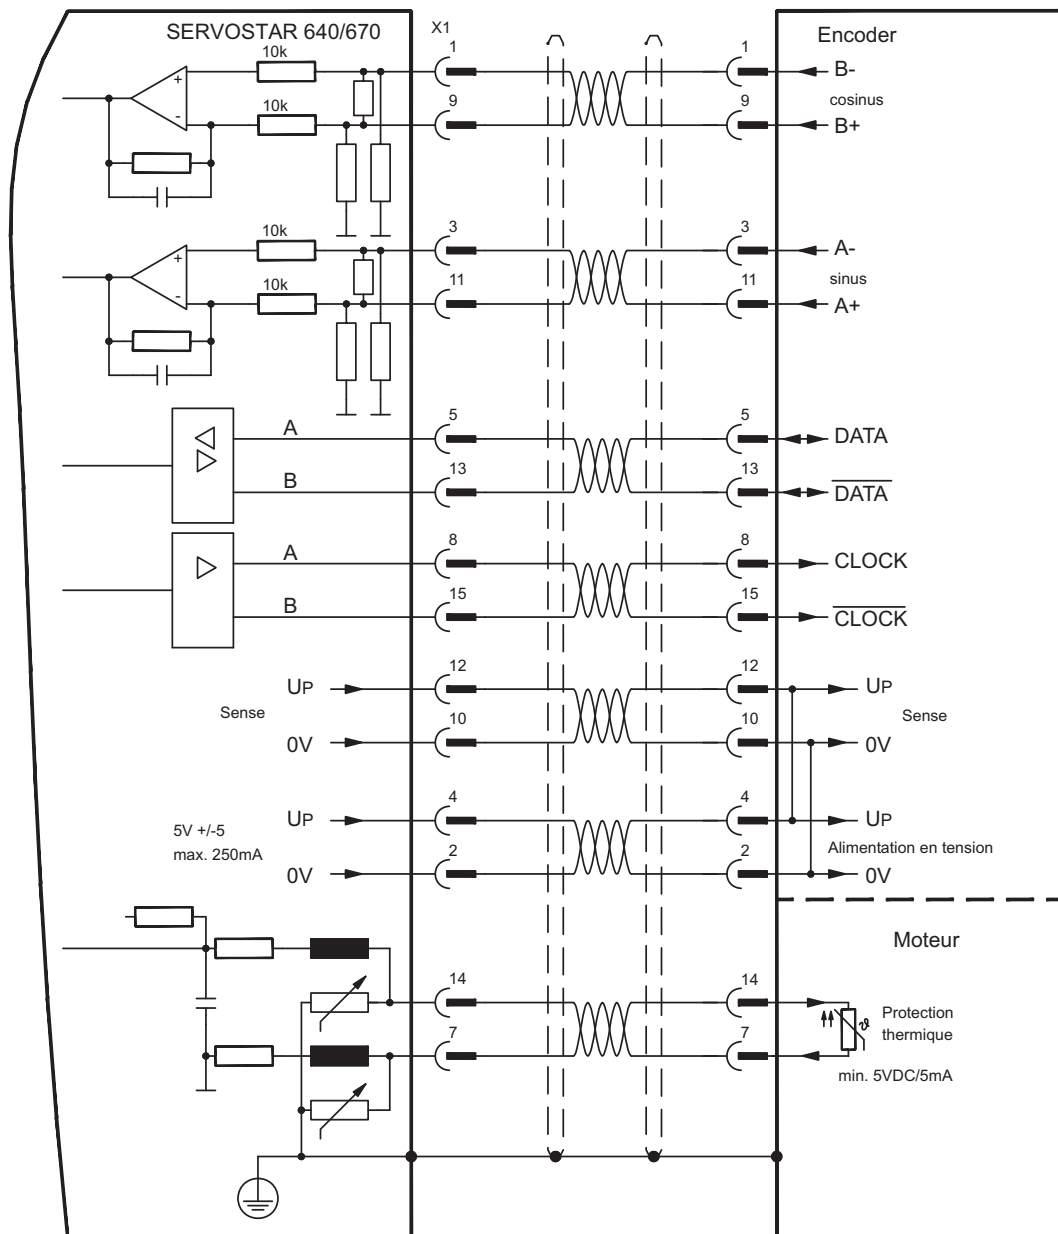 SERVOSTAR 640/670
X1
Encoder
10k
1
1
B-
+
cosinus
10k
9
9
B+
-
10k
3
3
A-
+
sinus
10k
11
11
A+
-
A
5
5
DATA
B
13
13
DATA
A
8
8
CLOCK
B
15
15
CLOCK
UP
12
12
UP
Sense
Sense
0V
10
10
0V
UP
4
4
UP
5V +/-5
max. 250mA
Alimentation en tension
0V
2
2
0V
Moteur
14
14
Protection
thermique
ϑ
7
7
min. 5VDC/5mA